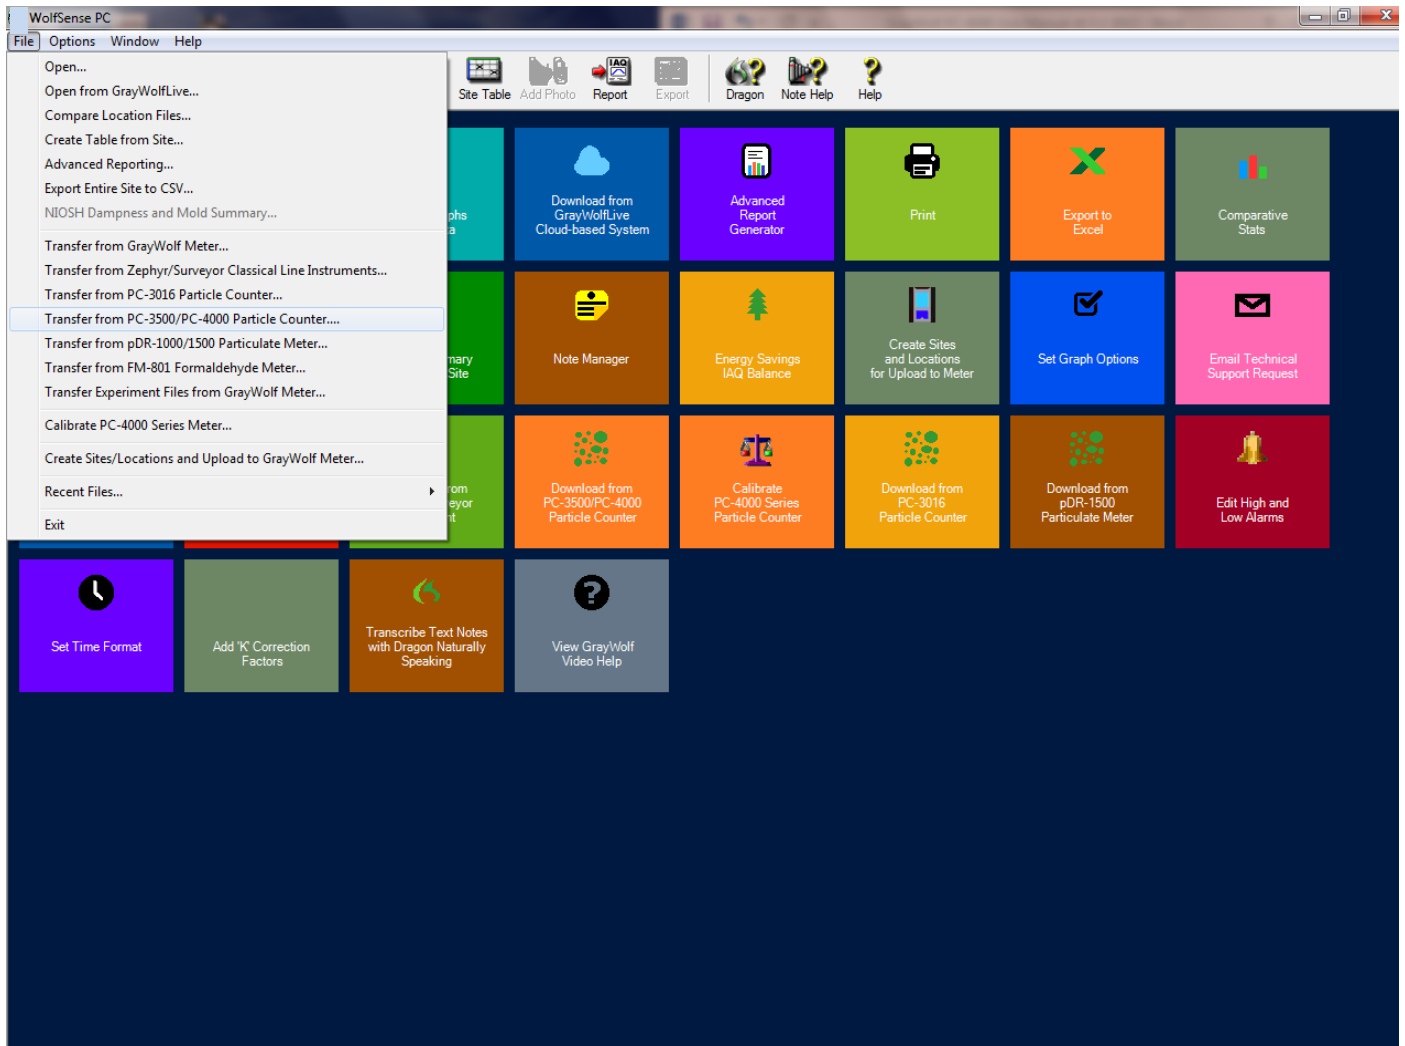 WolfSense PC
File Options Window Help
Open...
Open from GrayWolfLive...
Compare Location Files...
Create Table from Site...
Advanced Reporting...
Export Entire Site to CSV...
NIOSH Dampness and Mold Summary...
Transfer from GrayWolf Meter...
Transfer from Zephyr/Surveyor Classical Line Instruments...
Transfer from PC-3016 Particle Counter...
Transfer from PC-3500/PC-4000 Particle Counter....
Transfer from pDR-1000/1500 Particulate Meter...
Transfer from FM-801 Formaldehyde Meter...
Transfer Experiment Files from GrayWolf Meter...
Calibrate PC-4000 Series Meter...
Create Sites/Locations and Upload to GrayWolf Meter...
Recent Files...
Exit
IAQ
Site Table Add Photo Report Export Dragon Note Help Help
phs
a
Download from
GrayWolfLive
Cloud-based System
Advanced
Report
Generator
Print
Export to
Excel
Comparative
Stats
mary
Site
Note Manager
Energy Savings
IAQ Balance
Create Sites
and Locations
for Upload to Meter
Set Graph Options
Email Technical
Support Request
rom
eyor
nt
Download from
PC-3500/PC-4000
Particle Counter
Calibrate
PC-4000 Series
Particle Counter
Download from
PC-3016
Particle Counter
Download from
pDR-1500
Particulate Meter
Edit High and
Low Alarms
Set Time Format
Add 'K' Correction
Factors
Transcribe Text Notes
with Dragon Naturally
Speaking
View GrayWolf
Video Help